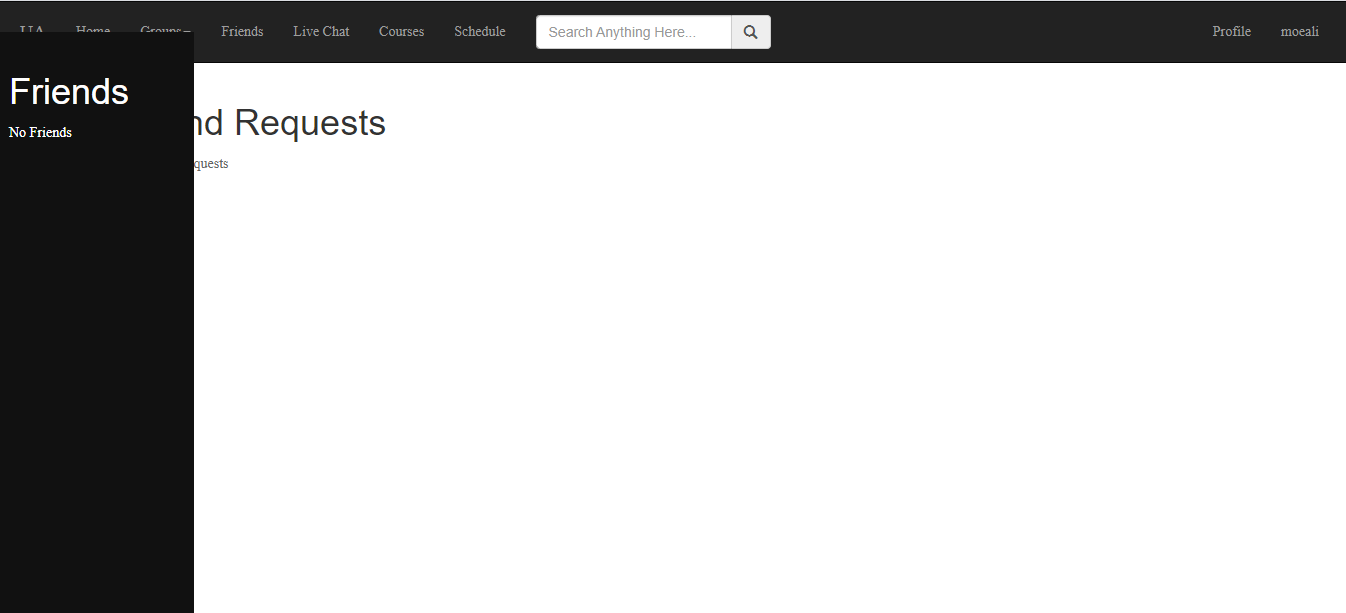 UA Home Groups Friends Live Chat Courses Schedule Search Anything Here... Profile moeali
Friends
nd Requests
No Friends
quests